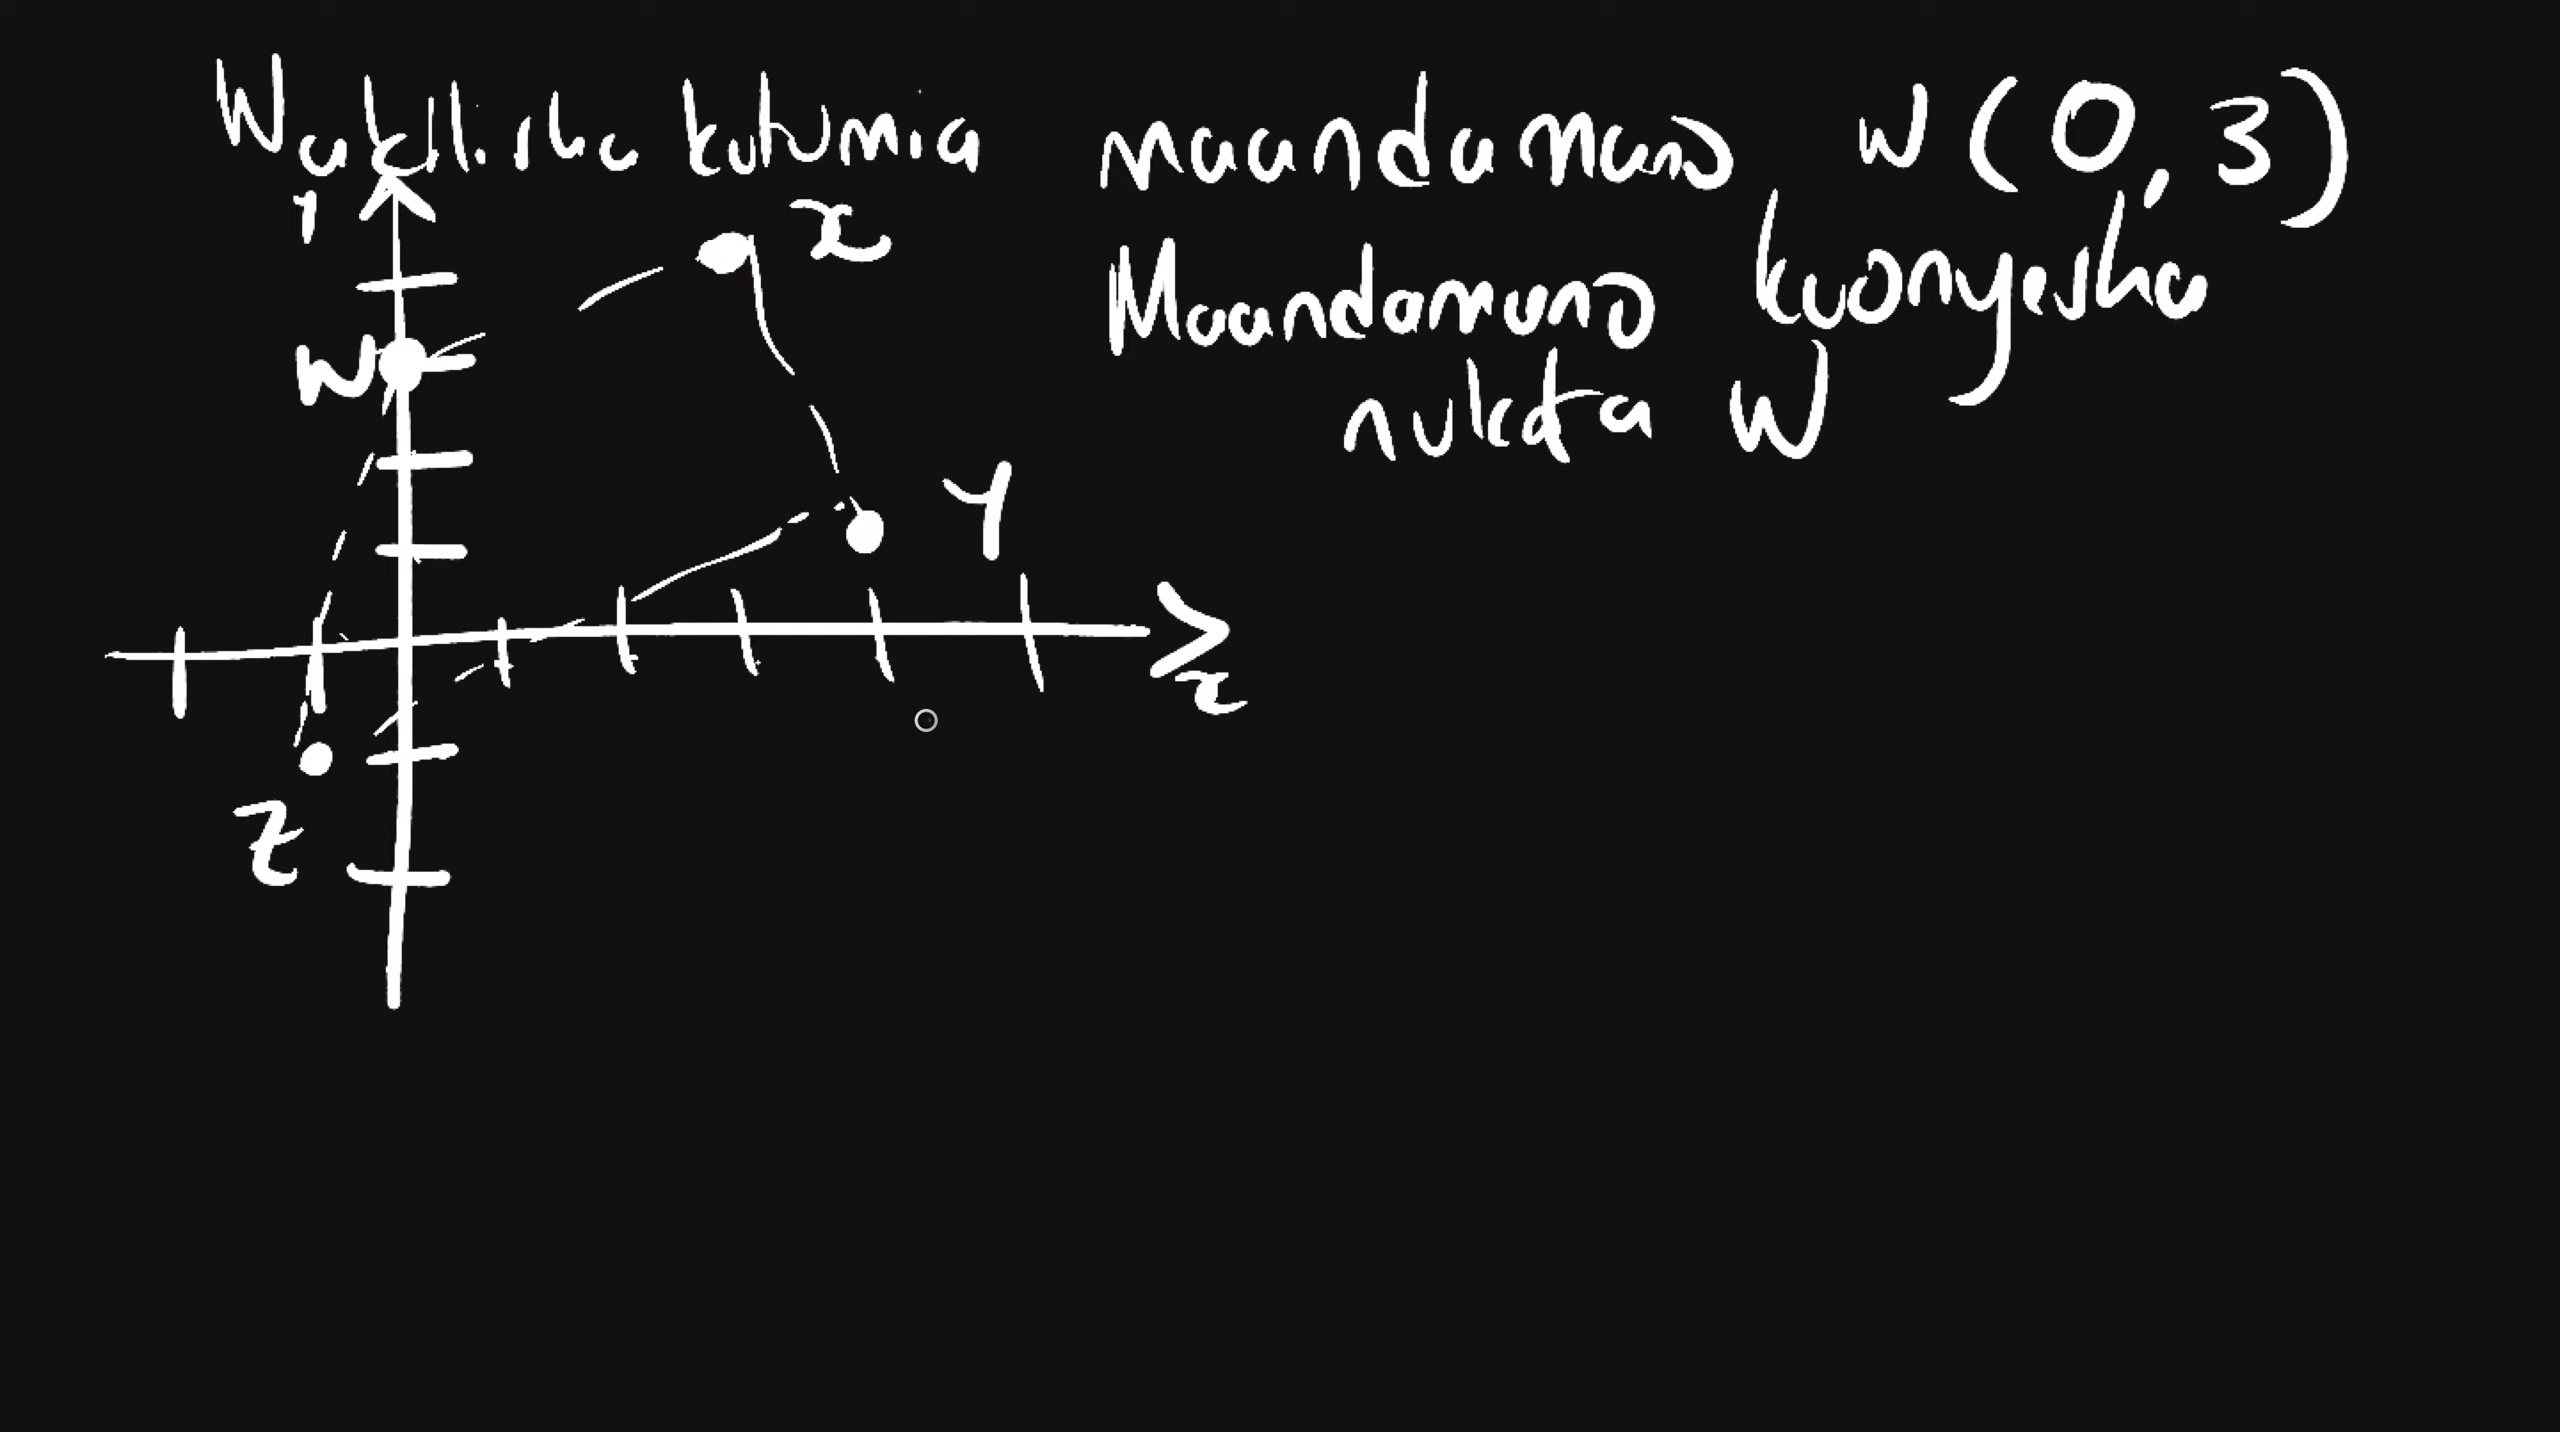 Wakilisha kutumia maandamano W(0,3)
Maandamano kuonyesha
nukta W
Y
x
W
Y
x
Z